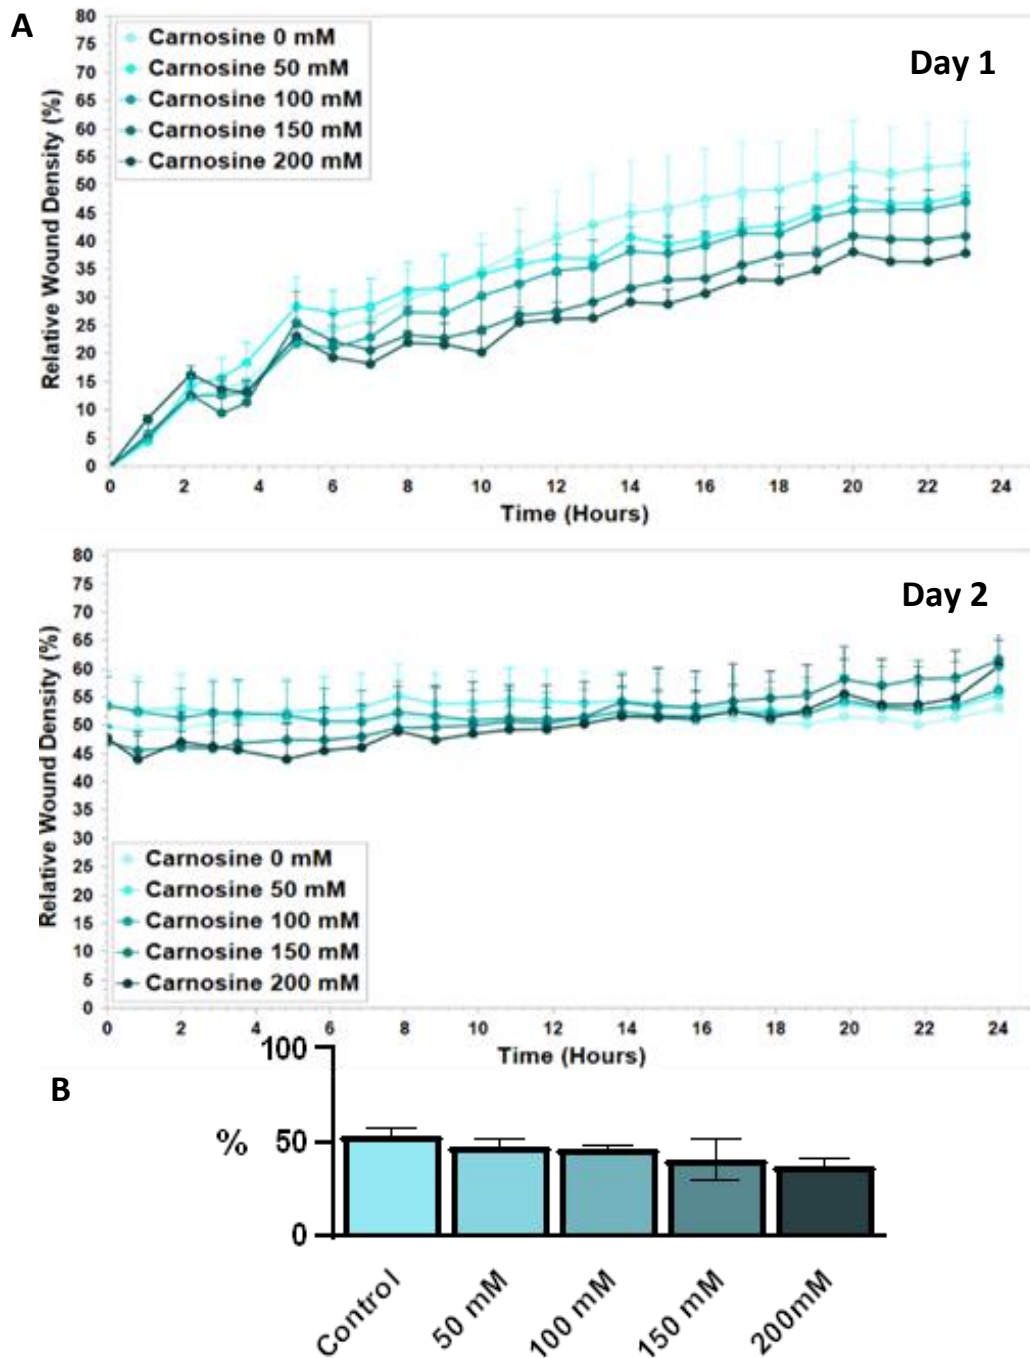 A
80
75
70
65
60
55
50
45
40
35
30
25
20
15
10
5
0
Relative Wound Density (%)
Carnosine 0 mM
Carnosine 50 mM
Carnosine 100 mM
Carnosine 150 mM
Carnosine 200 mM
Day 1
0 2 4 6 8 10 12 14 16 18 20 22 24
Time (Hours)
80
75
70
65
60
55
50
45
40
35
30
25
20
15
10
5
0
Relative Wound Density (%)
Day 2
Carnosine 0 mM
Carnosine 50 mM
Carnosine 100 mM
Carnosine 150 mM
Carnosine 200 mM
0 2 4 6 8 10 12 14 16 18 20 22 24
Time (Hours)
B
100
% 50
0
Control 50 mM 100 mM 150 mM 200mM